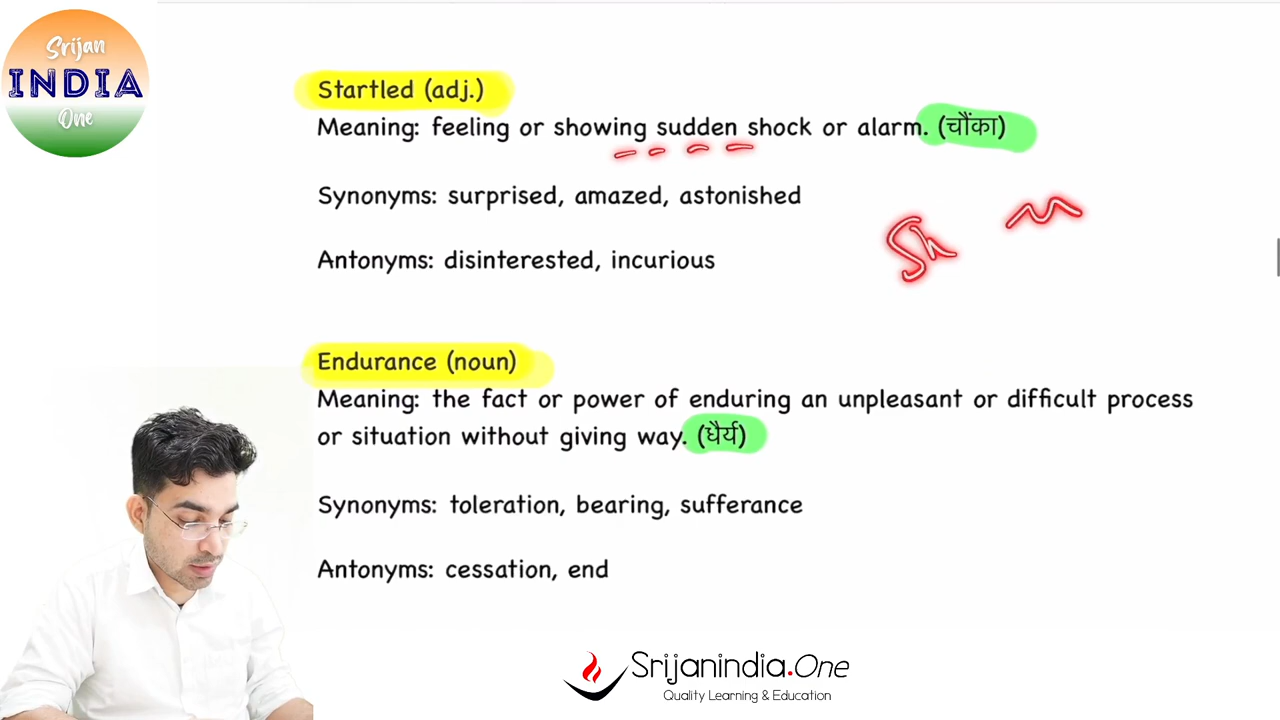 Srijan
INDIA
One
Startled (adj.)
Meaning: feeling or showing sudden shock or alarm. (चौंका)
Synonyms: surprised, amazed, astonished
Sh
Antonyms: disinterested, incurious
Endurance (noun)
Meaning: the fact or power of enduring an unpleasant or difficult process
or situation without giving way. (धैर्य)
Synonyms: toleration, bearing, sufferance
Antonyms: cessation, end
Srijanindia.One
Quality Learning & Education